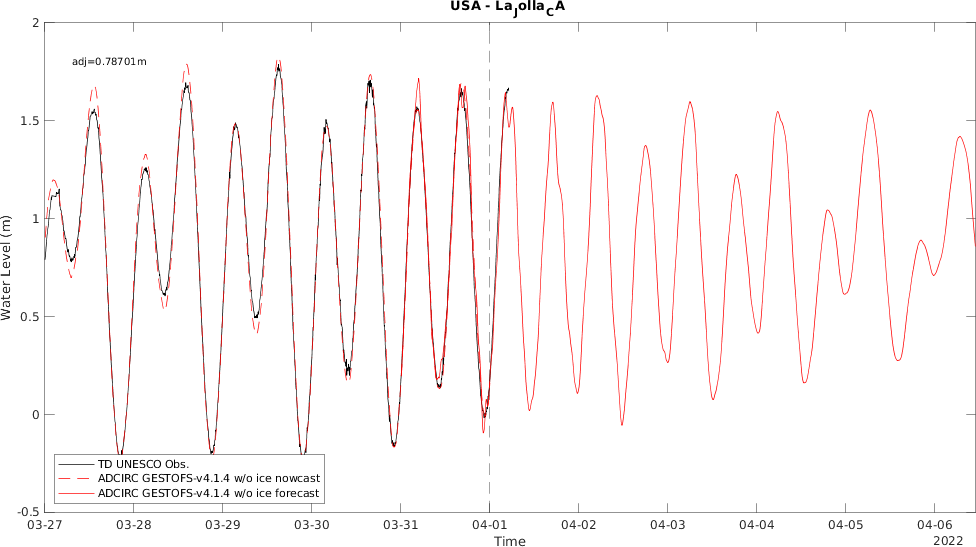 USA - LaJollaCA
2
adj=0.78701m
1.5
1
0.5
0
-0.5
Water Level (m)
TD UNESCO Obs.
ADCIRC GESTOFS-v4.1.4 w/o ice nowcast
ADCIRC GESTOFS-v4.1.4 w/o ice forecast
03-27 03-28 03-29 03-30 03-31 04-01 04-02 04-03 04-04 04-05 04-06
Time
2022